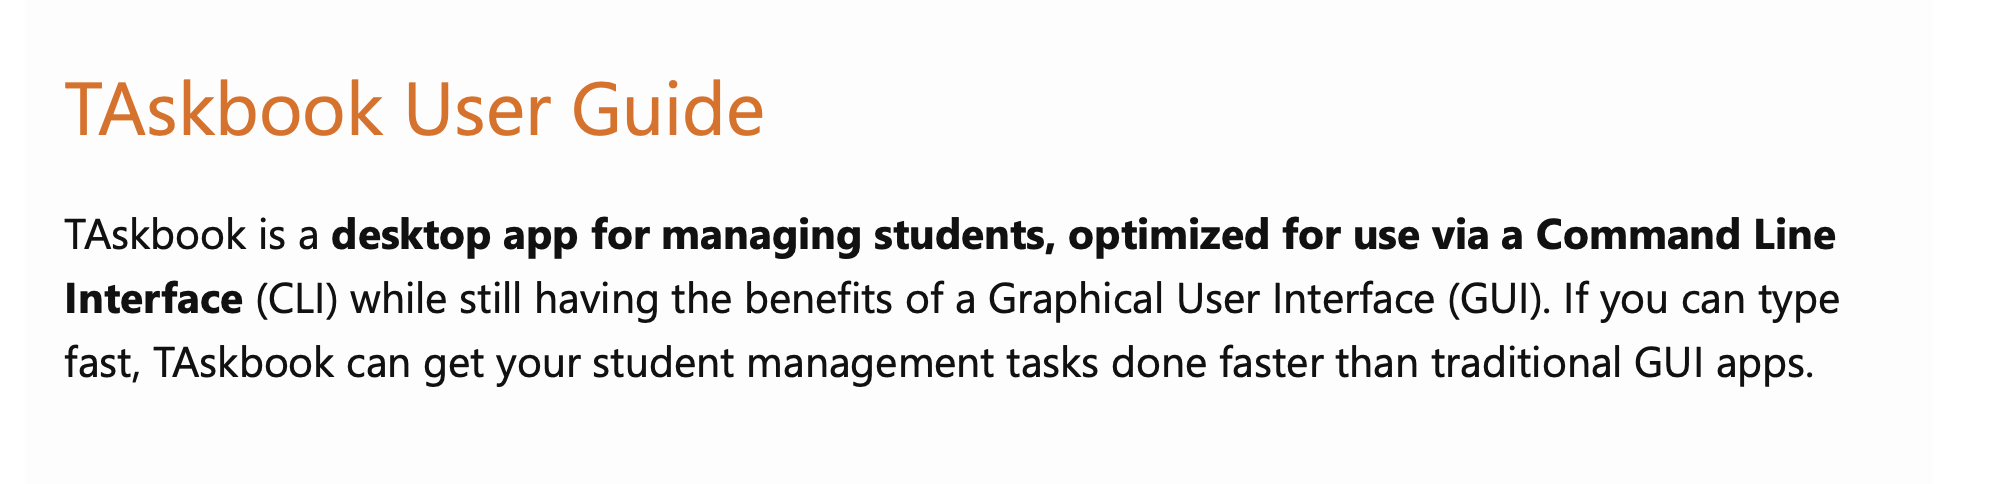 TAskbook User Guide
TAskbook is a desktop app for managing students, optimized for use via a Command Line
Interface (CLI) while still having the benefits of a Graphical User Interface (GUI). If you can type
fast, TAskbook can get your student management tasks done faster than traditional GUI apps.